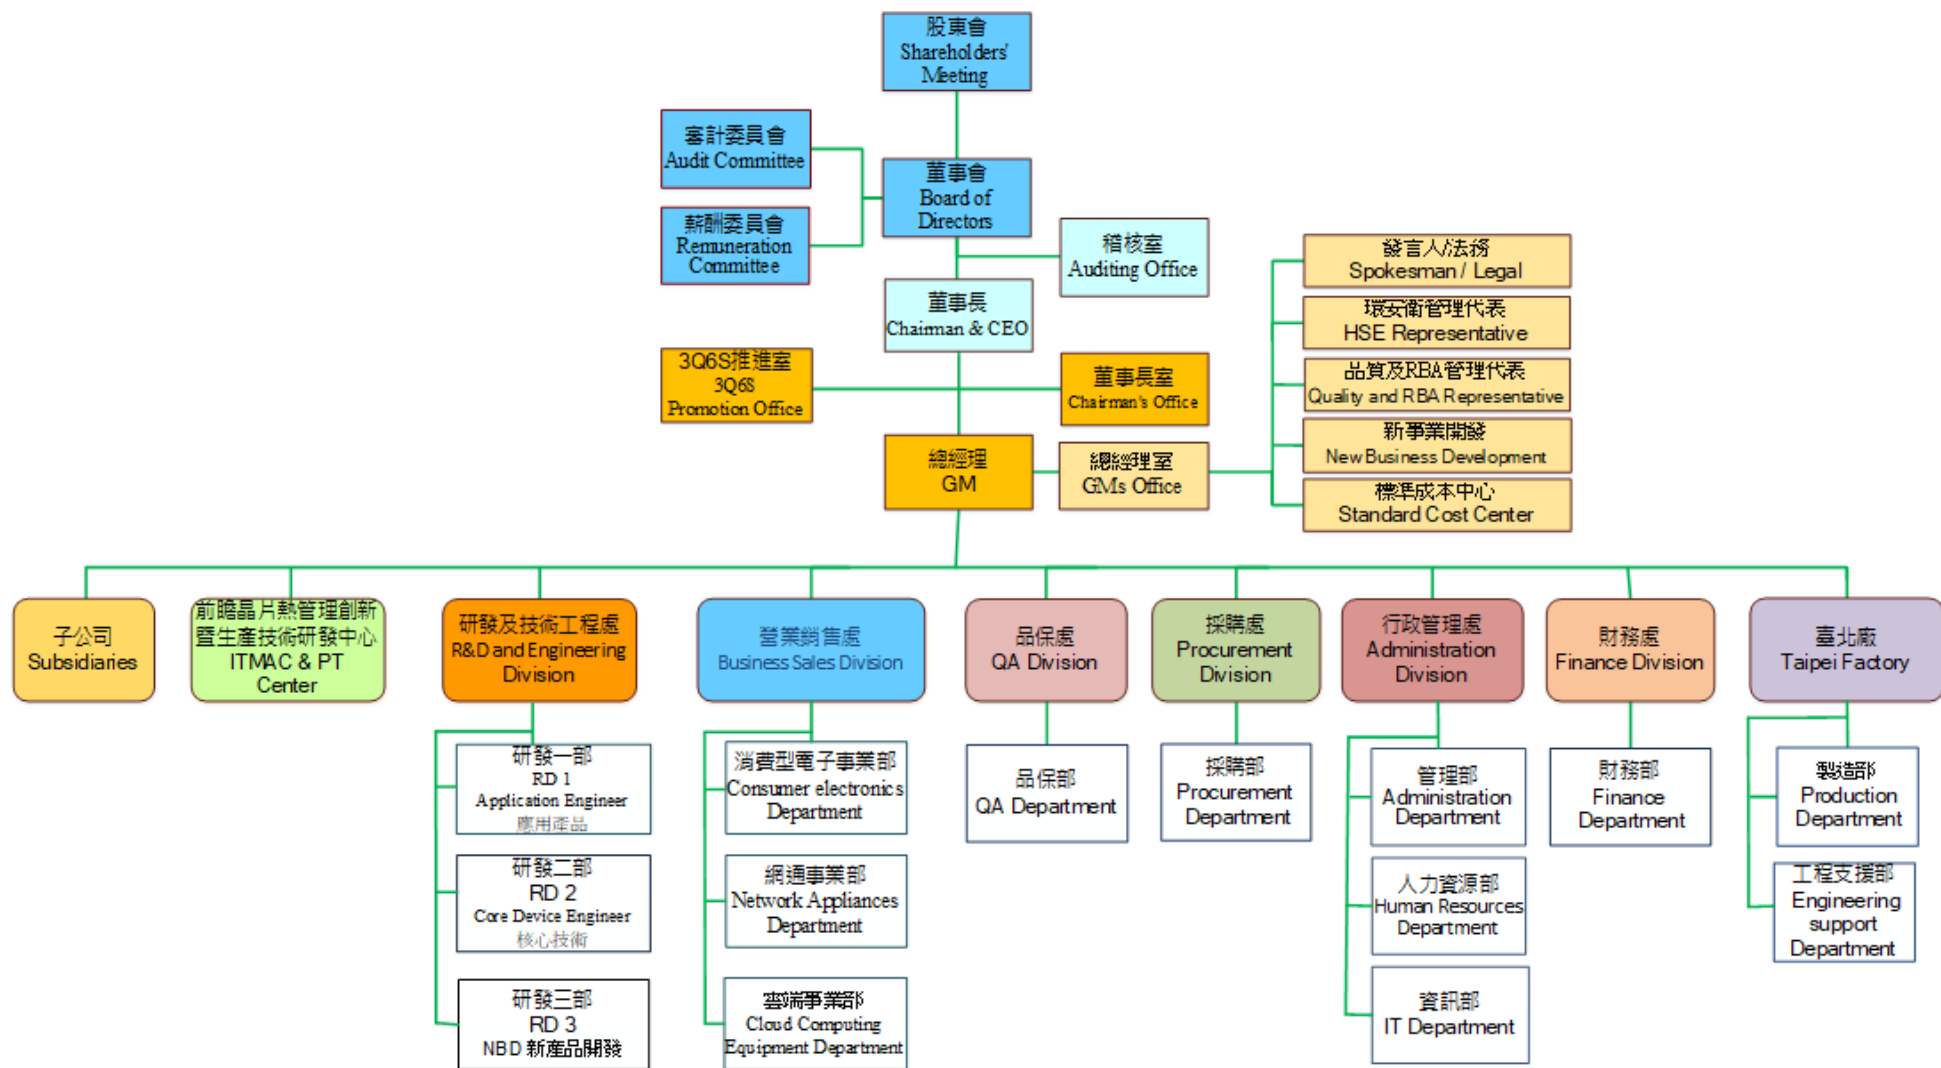 股東會
Shareholders'
Meeting
審計委員會
Audit Committee
董事會
Board of
Directors
薪酬委員會
Remuneration
Committee
稽核室
Auditing Office
發言人/法務
Spokesman / Legal
董事長
Chairman & CEO
環安衛管理代表
HSE Representative
3Q6S推進室
3Q6S
Promotion Office
董事長室
Chairman's Office
品質及RBA管理代表
Quality and RBA Representative
新事業開發
New Business Development
總經理
GM
總經理室
GMs Office
標準成本中心
Standard Cost Center
子公司
Subsidiaries
前瞻晶片熱管理創新
暨生產技術研發中心
ITMAC & PT
Center
研發及技術工程處
R&D and Engineering
Division
營業銷售處
Business Sales Division
品保處
QA Division
採購處
Procurement
Division
行政管理處
Administration
Division
財務處
Finance Division
臺北廠
Taipei Factory
研發一部
RD 1
Application Engineer
應用產品
消費型電子事業部
Consumer electronics
Department
品保部
QA Department
採購部
Procurement
Department
管理部
Administration
Department
財務部
Finance
Department
製造部
Production
Department
研發二部
RD 2
Core Device Engineer
核心技術
網通事業部
Network Appliances
Department
人力資源部
Human Resources
Department
工程支援部
Engineering
support
Department
研發三部
RD 3
NBD 新產品開發
雲端事業部
Cloud Computing
Equipment Department
資訊部
IT Department